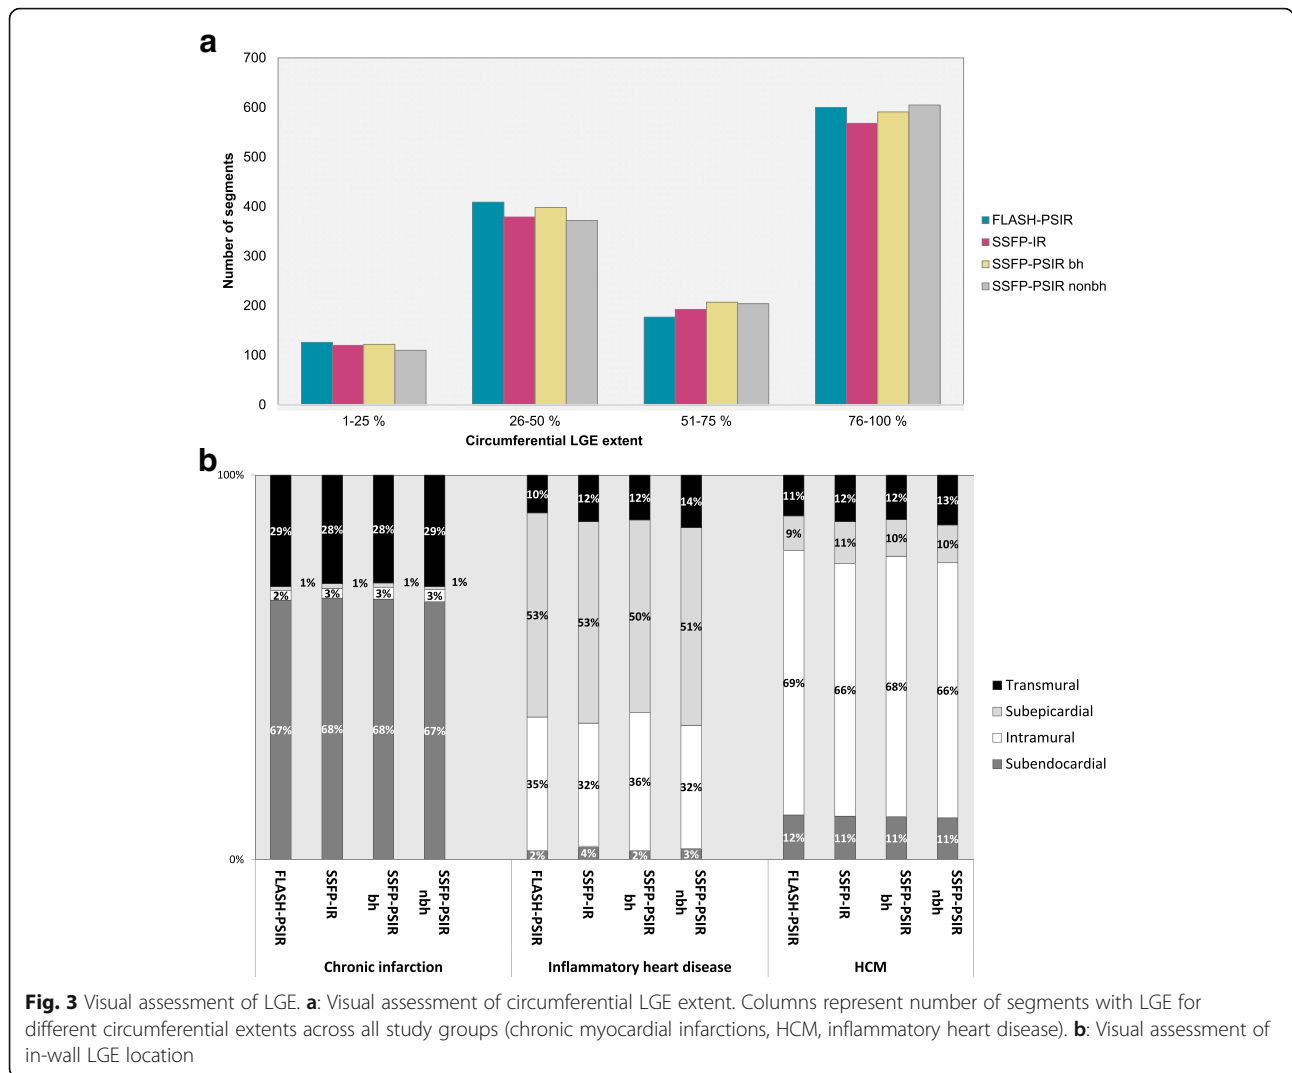 a
700
600
500
400
300
200
100
0
Number of segments
1-25 %
26-50 %
51-75 %
76-100 %
Circumferential LGE extent
FLASH-PSIR
SSFP-IR
SSFP-PSIR bh
SSFP-PSIR nonbh
b
100%
0%
29% 28% 28% 29%
1% 1% 1% 1%
2% 3% 3% 3%
67% 68% 68% 67%
10% 12% 12% 14%
53% 53% 50% 51%
35% 32% 36% 32%
2% 4% 2% 3%
11% 12% 12% 13%
9% 11% 10% 10%
69% 66% 68% 66%
12% 11% 11% 11%
Transmural
Subepicardial
Intramural
Subendocardial
FLASH-PSIR
SSFP-IR
SSFP-PSIR
bh
SSFP-PSIR
nbh
FLASH-PSIR
SSFP-IR
SSFP-PSIR
bh
SSFP-PSIR
nbh
FLASH-PSIR
SSFP-IR
SSFP-PSIR
bh
SSFP-PSIR
nbh
Chronic infarction
Inflammatory heart disease
HCM
Fig. 3 Visual assessment of LGE. a: Visual assessment of circumferential LGE extent. Columns represent number of segments with LGE for
different circumferential extents across all study groups (chronic myocardial infarctions, HCM, inflammatory heart disease). b: Visual assessment of
in-wall LGE location